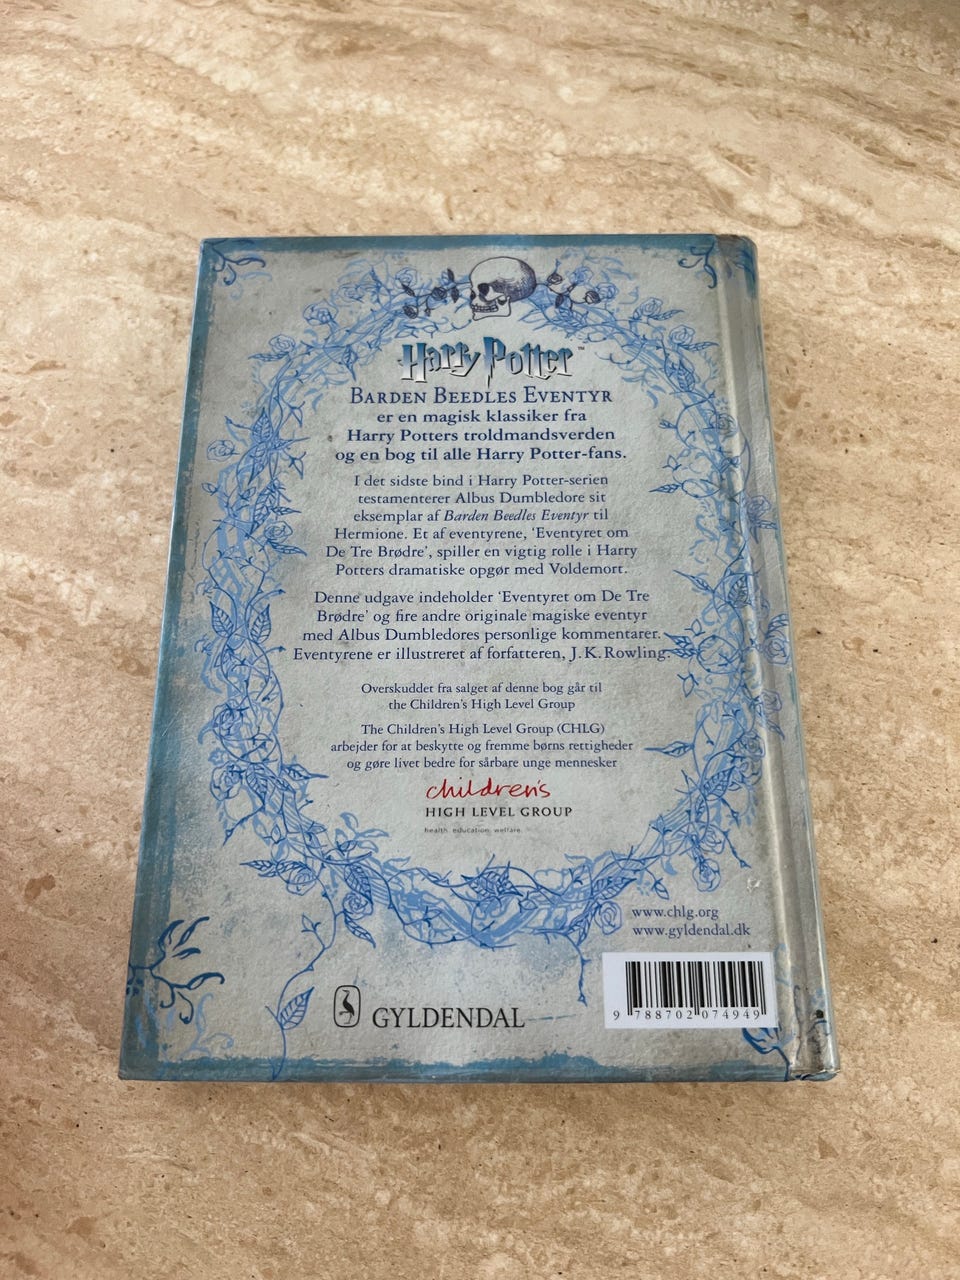 Harry Potter™
BARDEN BEEDLES EVENTYR
er en magisk klassiker fra
Harry Potters troldmandsverden
og en bog til alle Harry Potter-fans.
I det sidste bind i Harry Potter-serien
testamenterer Albus Dumbledore sit
eksemplar af Barden Beedles Eventyr til
Hermione. Et af eventyrene, ‘Eventyret om
De Tre Brødre’, spiller en vigtig rolle i Harry
Potters dramatiske opgør med Voldemort.
Denne udgave indeholder ‘Eventyret om De Tre
Brødre’ og fire andre originale magiske eventyr
med Albus Dumbledores personlige kommentarer.
Eventyrene er illustreret af forfatteren, J.K.Rowling.
Overskuddet fra salget af denne bog går til
the Children’s High Level Group
The Children’s High Level Group (CHLG)
arbejder for at beskytte og fremme børns rettigheder
og gøre livet bedre for sårbare unge mennesker
children's
HIGH LEVEL GROUP
health. education. welfare.
www.chlg.org
www.gyldendal.dk
GYLDENDAL
9 788702 074949